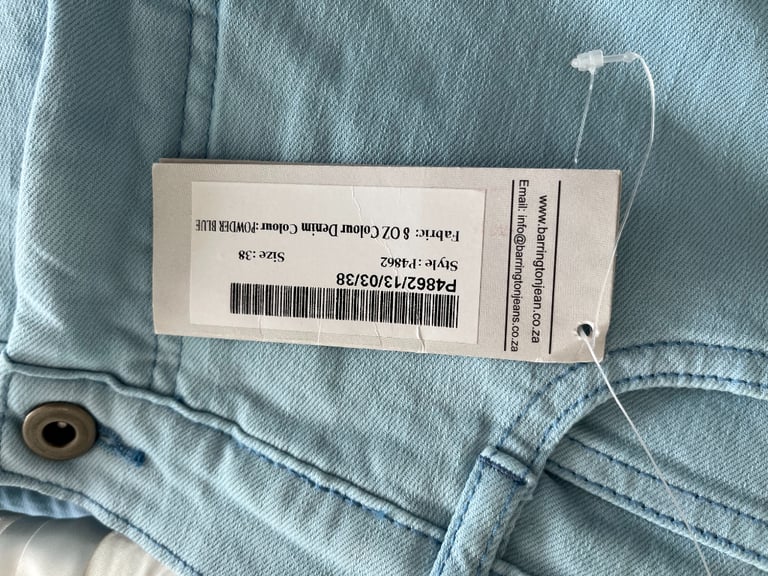 www.barringtonjean.co.za
Email: info@barringtonjeans.co.za
P4862/13/03/38
Style : P4862 Size : 38
Fabric: 8 OZ Colour Denim Colour :POWDER BLUE